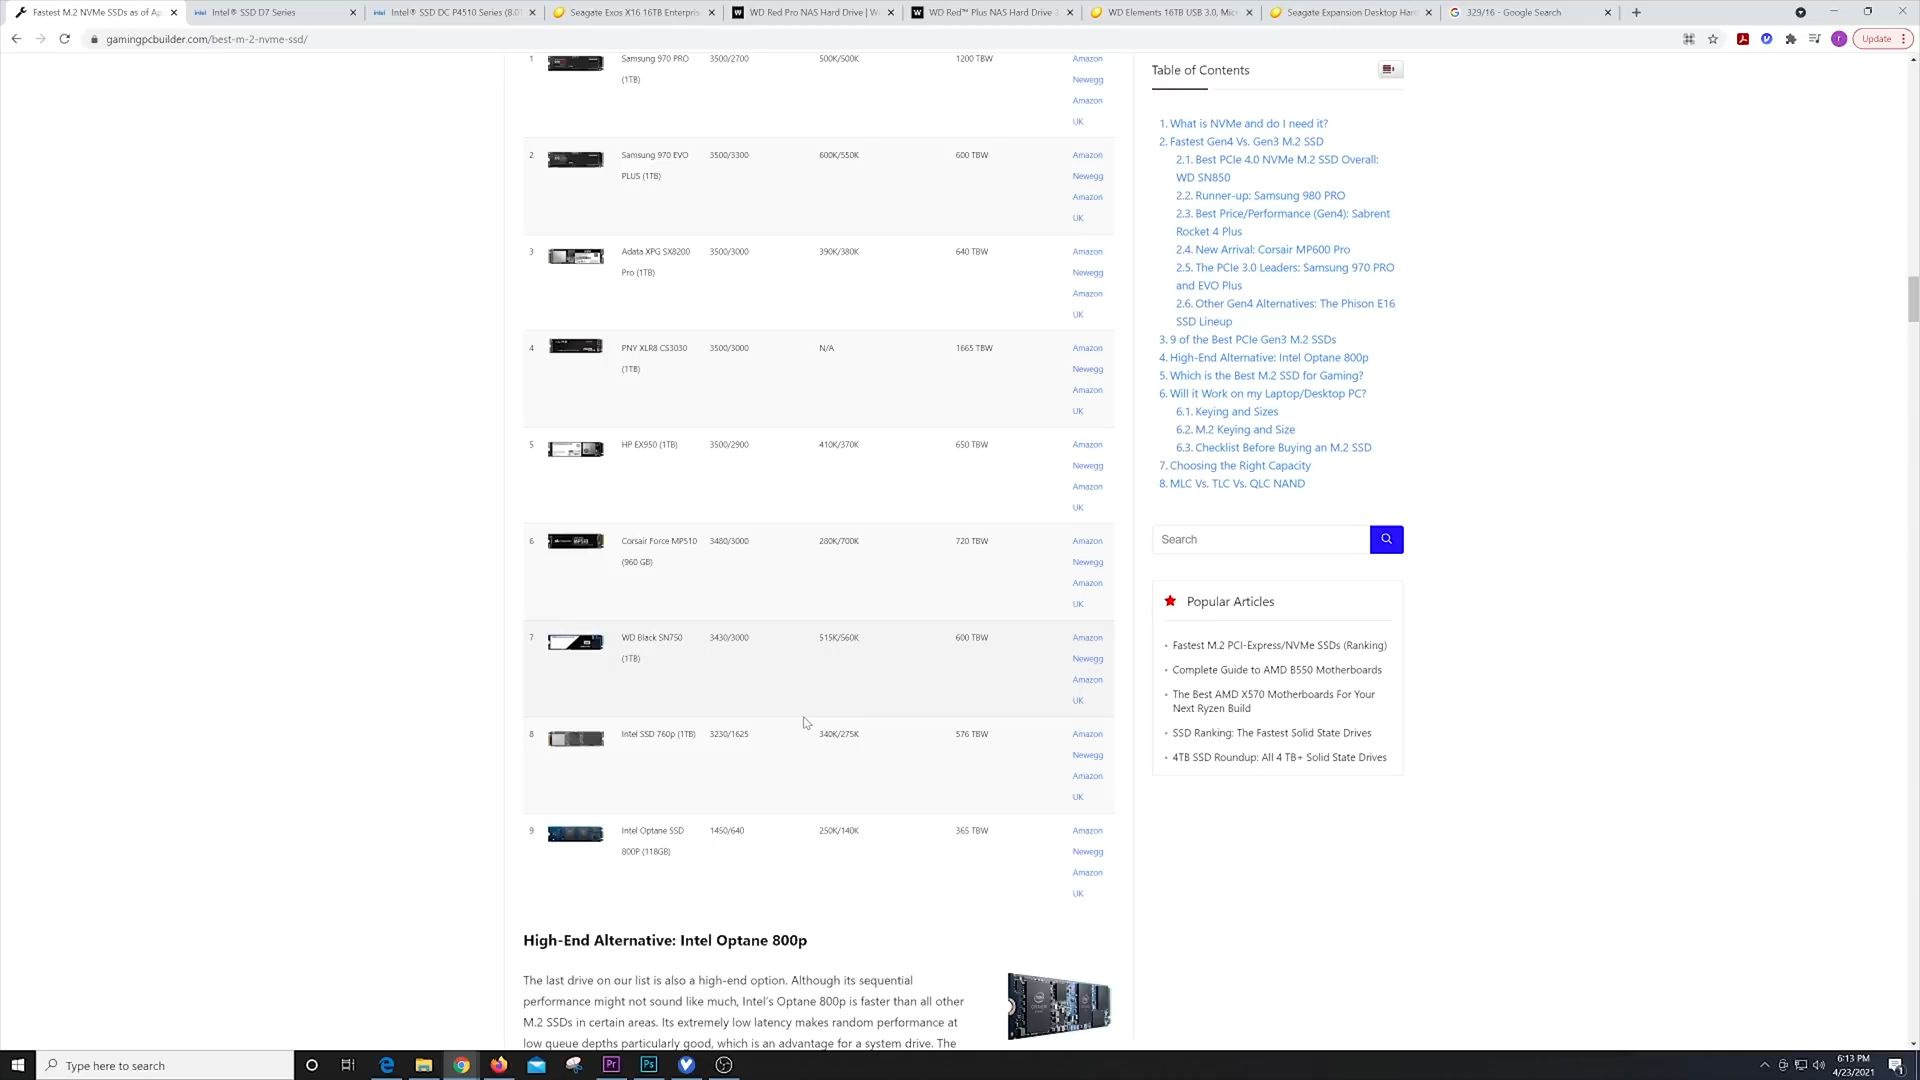 Fastest M.2 NVMe SSDs as of Ap
Intel® SSD D7 Series
Intel® SSD DC P4510 Series (8.0T
Seagate Exos X16 16TB Enterpris
WD Red Pro NAS Hard Drive | W
WD Red™ Plus NAS Hard Drive
WD Elements 16TB USB 3.0, Mic
Seagate Expansion Desktop Har
329/16 - Google Search
gamingpcbuilder.com/best-m-2-nvme-ssd/
Update
1 Samsung 970 PRO 3500/2700 500K/500K 1200 TBW Amazon
(1TB) Newegg
Amazon
UK
2 Samsung 970 EVO 3500/3300 600K/550K 600 TBW Amazon
PLUS (1TB) Newegg
Amazon
UK
3 Adata XPG SX8200 3500/3000 390K/380K 640 TBW Amazon
Pro (1TB) Newegg
Amazon
UK
4 PNY XLR8 CS3030 3500/3000 N/A 1665 TBW Amazon
(1TB) Newegg
Amazon
UK
5 HP EX950 (1TB) 3500/2900 410K/370K 650 TBW Amazon
Newegg
Amazon
UK
6 Corsair Force MP510 3480/3000 280K/700K 720 TBW Amazon
(960 GB) Newegg
Amazon
UK
7 WD Black SN750 3430/3000 515K/560K 600 TBW Amazon
(1TB) Newegg
Amazon
UK
8 Intel SSD 760p (1TB) 3230/1625 340K/275K 576 TBW Amazon
Newegg
Amazon
UK
9 Intel Optane SSD 1450/640 250K/140K 365 TBW Amazon
800P (118GB) Newegg
Amazon
UK
High-End Alternative: Intel Optane 800p
The last drive on our list is also a high-end option. Although its sequential
performance might not sound like much, Intel's Optane 800p is faster than all other
M.2 SSDs in certain areas. Its extremely low latency makes random performance at
low queue depths particularly good, which is an advantage for a system drive. The
Table of Contents
1. What is NVMe and do I need it?
2. Fastest Gen4 Vs. Gen3 M.2 SSD
2.1. Best PCIe 4.0 NVMe M.2 SSD Overall:
WD SN850
2.2. Runner-up: Samsung 980 PRO
2.3. Best Price/Performance (Gen4): Sabrent
Rocket 4 Plus
2.4. New Arrival: Corsair MP600 Pro
2.5. The PCIe 3.0 Leaders: Samsung 970 PRO
and EVO Plus
2.6. Other Gen4 Alternatives: The Phison E16
SSD Lineup
3. 9 of the Best PCIe Gen3 M.2 SSDs
4. High-End Alternative: Intel Optane 800p
5. Which is the Best M.2 SSD for Gaming?
6. Will it Work on my Laptop/Desktop PC?
6.1. Keying and Sizes
6.2. M.2 Keying and Size
6.3. Checklist Before Buying an M.2 SSD
7. Choosing the Right Capacity
8. MLC Vs. TLC Vs. QLC NAND
Search
Popular Articles
Fastest M.2 PCI-Express/NVMe SSDs (Ranking)
Complete Guide to AMD B550 Motherboards
The Best AMD X570 Motherboards For Your
Next Ryzen Build
SSD Ranking: The Fastest Solid State Drives
4TB SSD Roundup: All 4 TB+ Solid State Drives
Type here to search
Pr
Ps
6:13 PM
4/23/2021